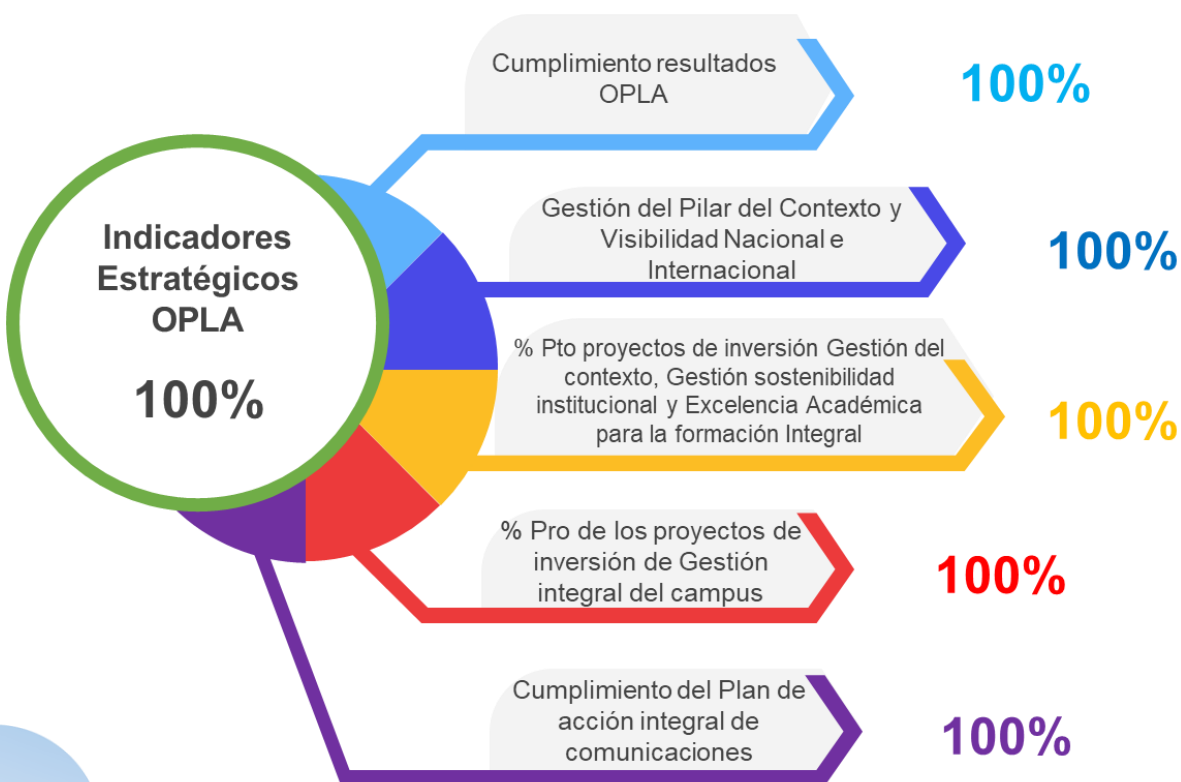 Indicadores
Estratégicos
OPLA
100%
Cumplimiento resultados
OPLA
100%
Gestión del Pilar del Contexto y
Visibilidad Nacional e
Internacional
100%
% Pto proyectos de inversión Gestión del
contexto, Gestión sostenibilidad
institucional y Excelencia Académica
para la formación Integral
100%
% Pro de los proyectos de
inversión de Gestión
integral del campus
100%
Cumplimiento del Plan de
acción integral de
comunicaciones
100%